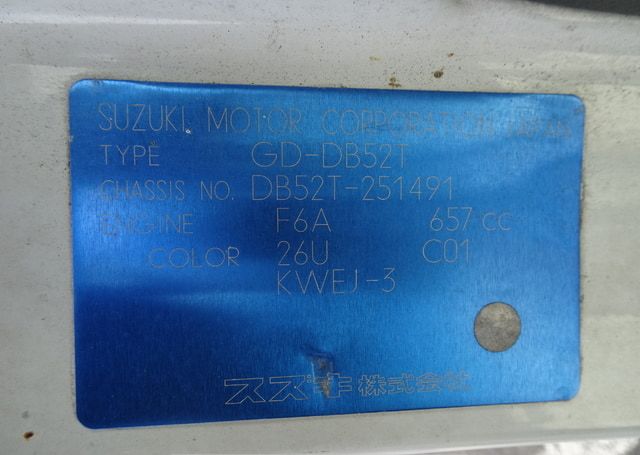 SUZUKI MOTOR CORPORATION JAPAN
TYPE GD-DB52T
CHASSIS NO. DB52T-251491
ENGINE F6A 657 cc
COLOR 26U C01
KWEJ-3
スズキ株式会社